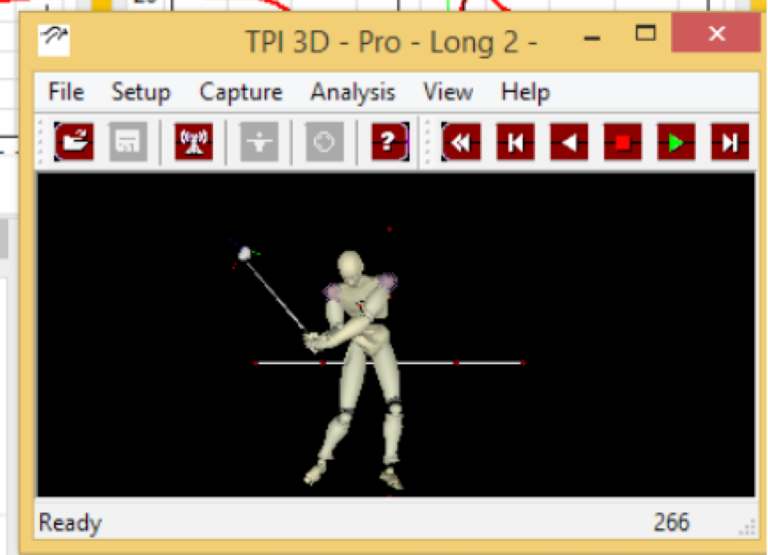 TPI 3D - Pro - Long 2 -
File Setup Capture Analysis View Help
?
Ready 266